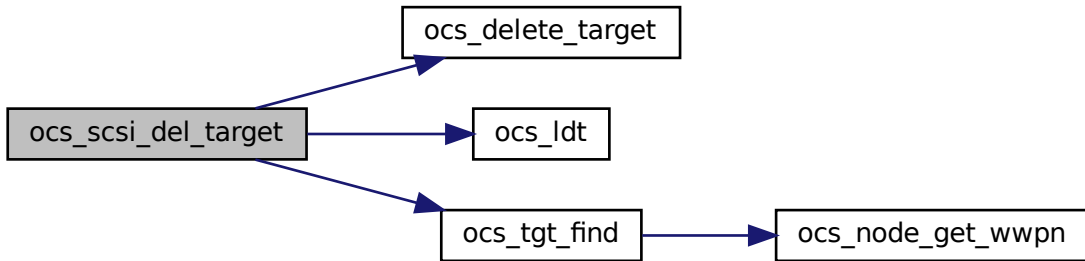 ocs_delete_target
ocs_scsi_del_target
ocs_ldt
ocs_tgt_find
ocs_node_get_wwpn